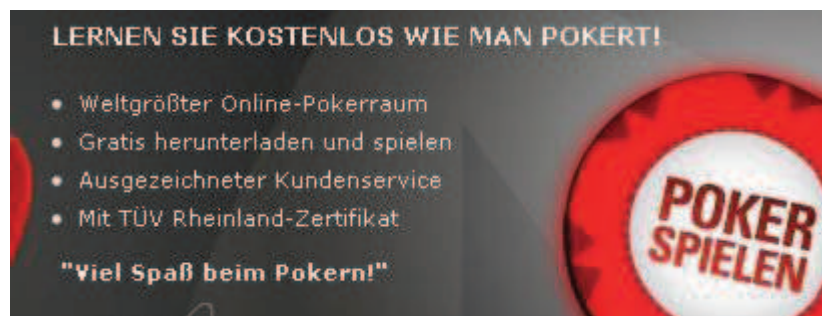 LERNEN SIE KOSTENLOS WIE MAN POKERT!
• Weltgrößter Online-Pokerraum
• Gratis herunterladen und spielen
• Ausgezeichneter Kundenservice
• Mit TÜV Rheinland-Zertifikat
"Viel Spaß beim Pokern!"
POKER
SPIELEN